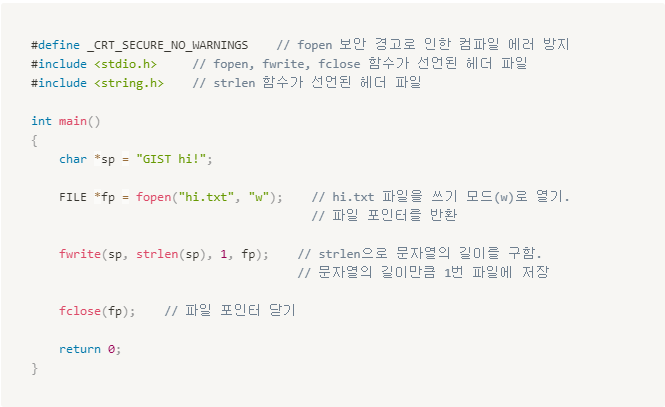 #define _CRT_SECURE_NO_WARNINGS    // fopen 보안 경고로 인한 컴파일 에러 방지
#include <stdio.h>     // fopen, fwrite, fclose 함수가 선언된 헤더 파일
#include <string.h>    // strlen 함수가 선언된 헤더 파일
int main()
{
    char *sp = "GIST hi!";
    FILE *fp = fopen("hi.txt", "w");    // hi.txt 파일을 쓰기 모드(w)로 열기.
                                        // 파일 포인터를 반환
    fwrite(sp, strlen(sp), 1, fp);    // strlen으로 문자열의 길이를 구함.
                                      // 문자열의 길이만큼 1번 파일에 저장
    fclose(fp);    // 파일 포인터 닫기
    return 0;
}